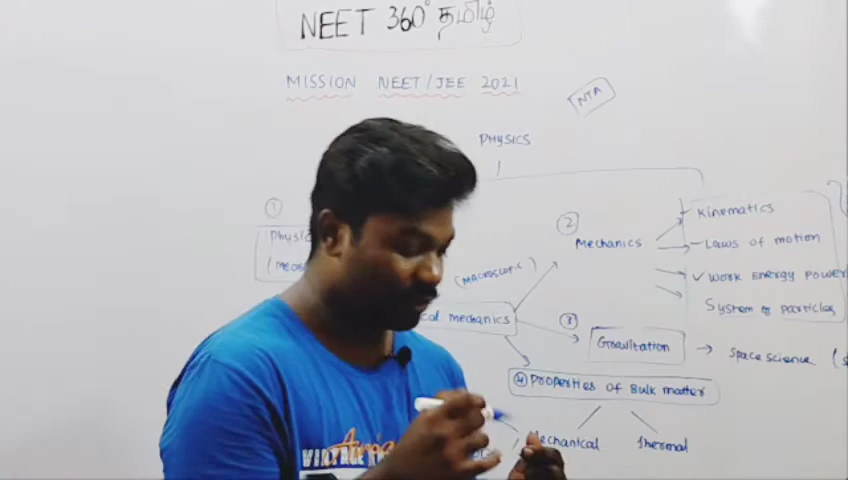 NEET 360° தமிழ்
MISSION NEET/JEE 2021
NTA
PHYSICS
①
②
Kinematics
Mechanics
Laws of motion
(MACROSCOPIC)
✓ Work Energy Power
System of particles
mechanics
③
Gravitation → Space science
④ Properties of Bulk matter
Mechanical
Thermal